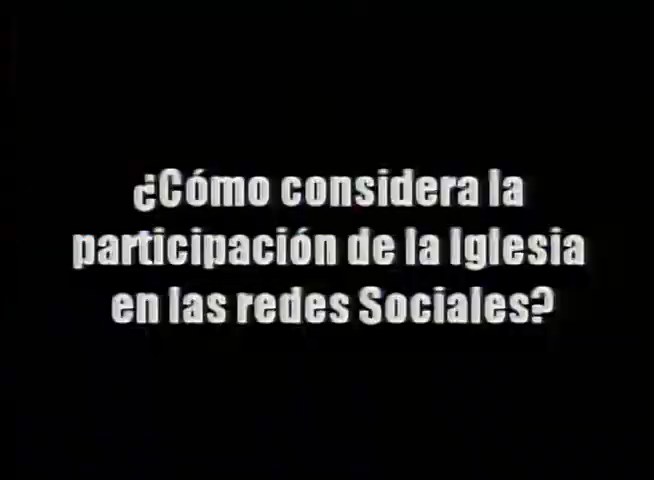 ¿Cómo considera la
participación de la Iglesia
en las redes Sociales?